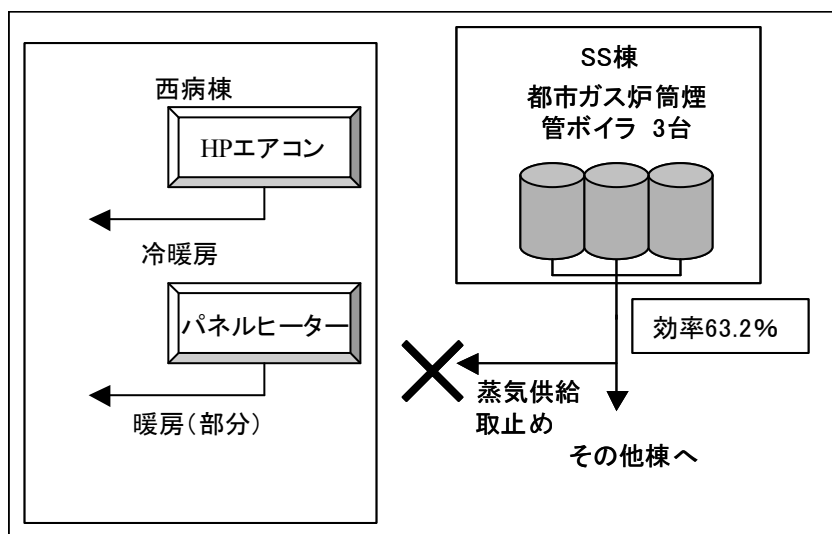 西病棟
HPエアコン
冷暖房
パネルヒーター
暖房(部分)
SS棟
都市ガス炉筒煙
管ボイラ 3台
効率63.2%
蒸気供給
取止め
その他棟へ